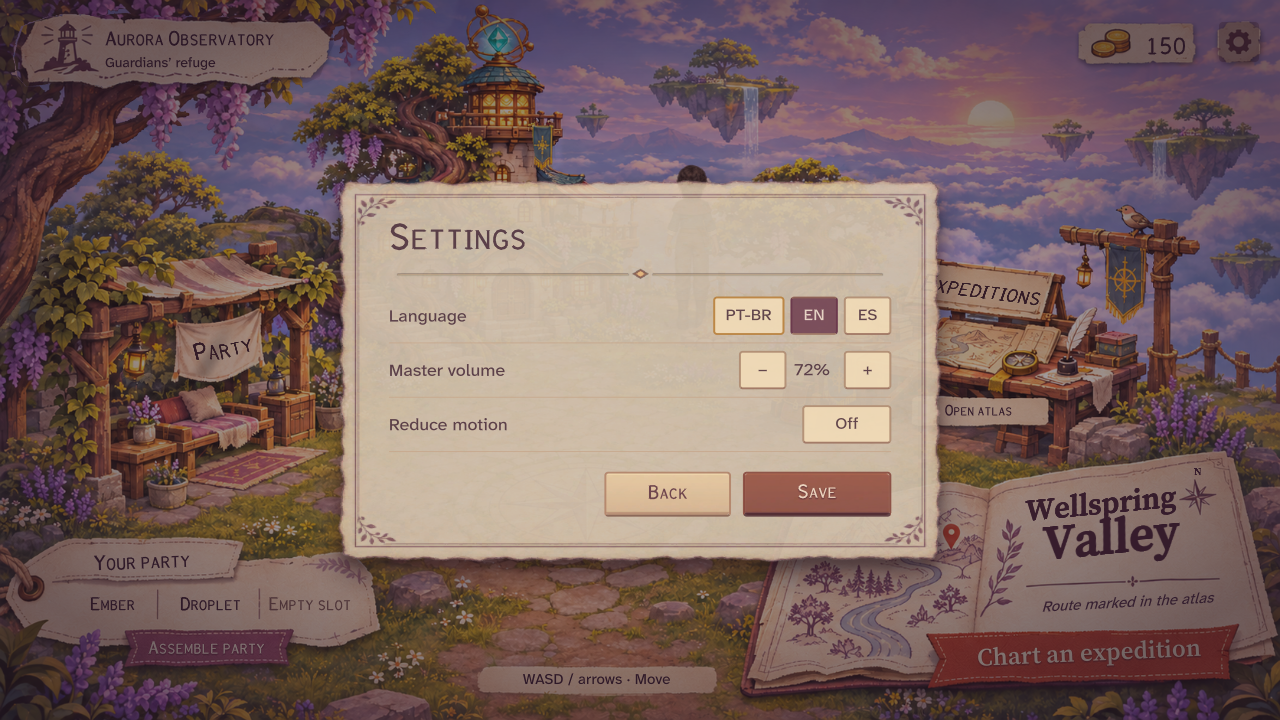 Aurora Observatory
Guardians' refuge
150
Settings
Language
PT-BR
EN
ES
Master volume
−
72%
+
Reduce motion
Off
Back
Save
Party
XPEDITIONS
Open atlas
Your party
Ember
Droplet
Empty slot
Assemble party
WASD / arrows · Move
N
Wellspring
Valley
Route marked in the atlas
Chart an expedition